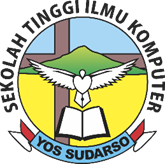 SEKOLAH TINGGI ILMU KOMPUTER
YOS SUDARSO